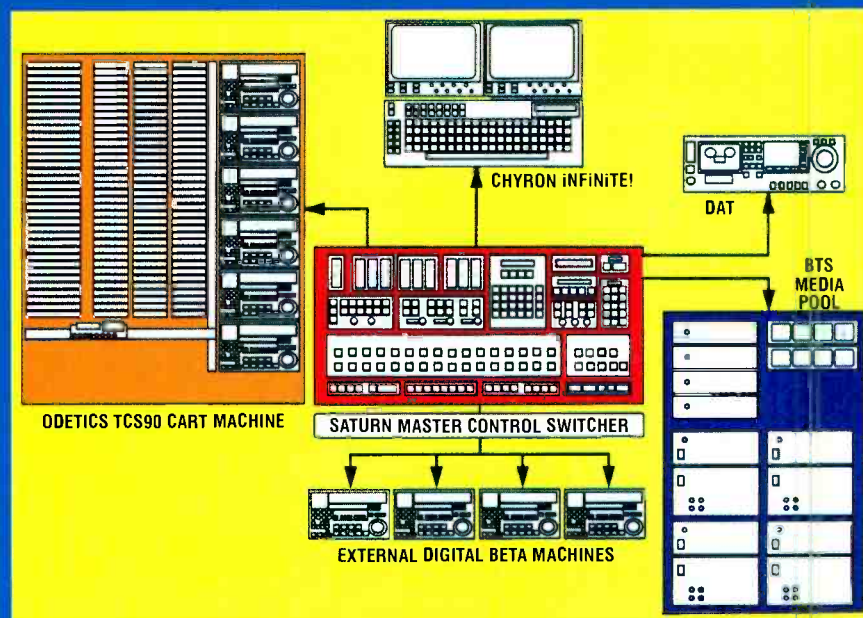 CHYRON iNFiNiTE!
DAT
BTS
MEDIA
POOL
ODETICS TCS90 CART MACHINE
SATURN MASTER CONTROL SWITCHER
EXTERNAL DIGITAL BETA MACHINES